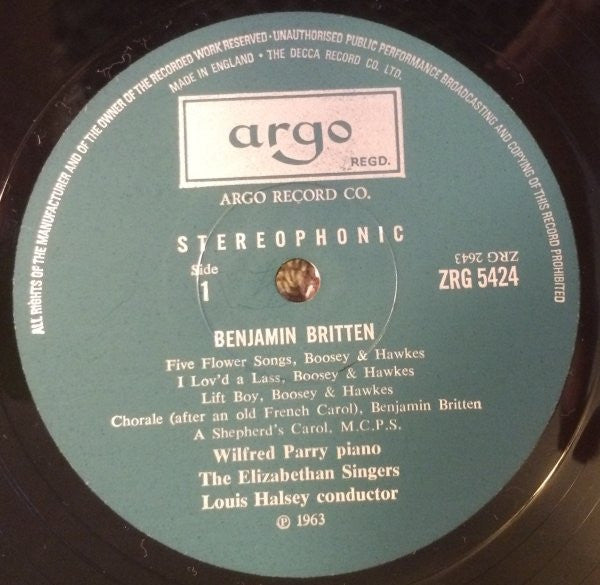 ALL RIGHTS OF THE MANUFACTURER AND OF THE OWNER OF THE RECORDED WORK RESERVED · UNAUTHORISED PUBLIC PERFORMANCE BROADCASTING AND COPYING OF THIS RECORD PROHIBITED
MADE IN ENGLAND · THE DECCA RECORD CO. LTD.
argo
REGD.
ARGO RECORD CO.
STEREOPHONIC
Side
1
ZRG 2643
ZRG 5424
BENJAMIN BRITTEN
Five Flower Songs, Boosey & Hawkes
I Lov'd a Lass, Boosey & Hawkes
Lift Boy, Boosey & Hawkes
Chorale (after an old French Carol), Benjamin Britten
A Shepherd's Carol, M.C.P.S.
Wilfred Parry piano
The Elizabethan Singers
Louis Halsey conductor
℗ 1963